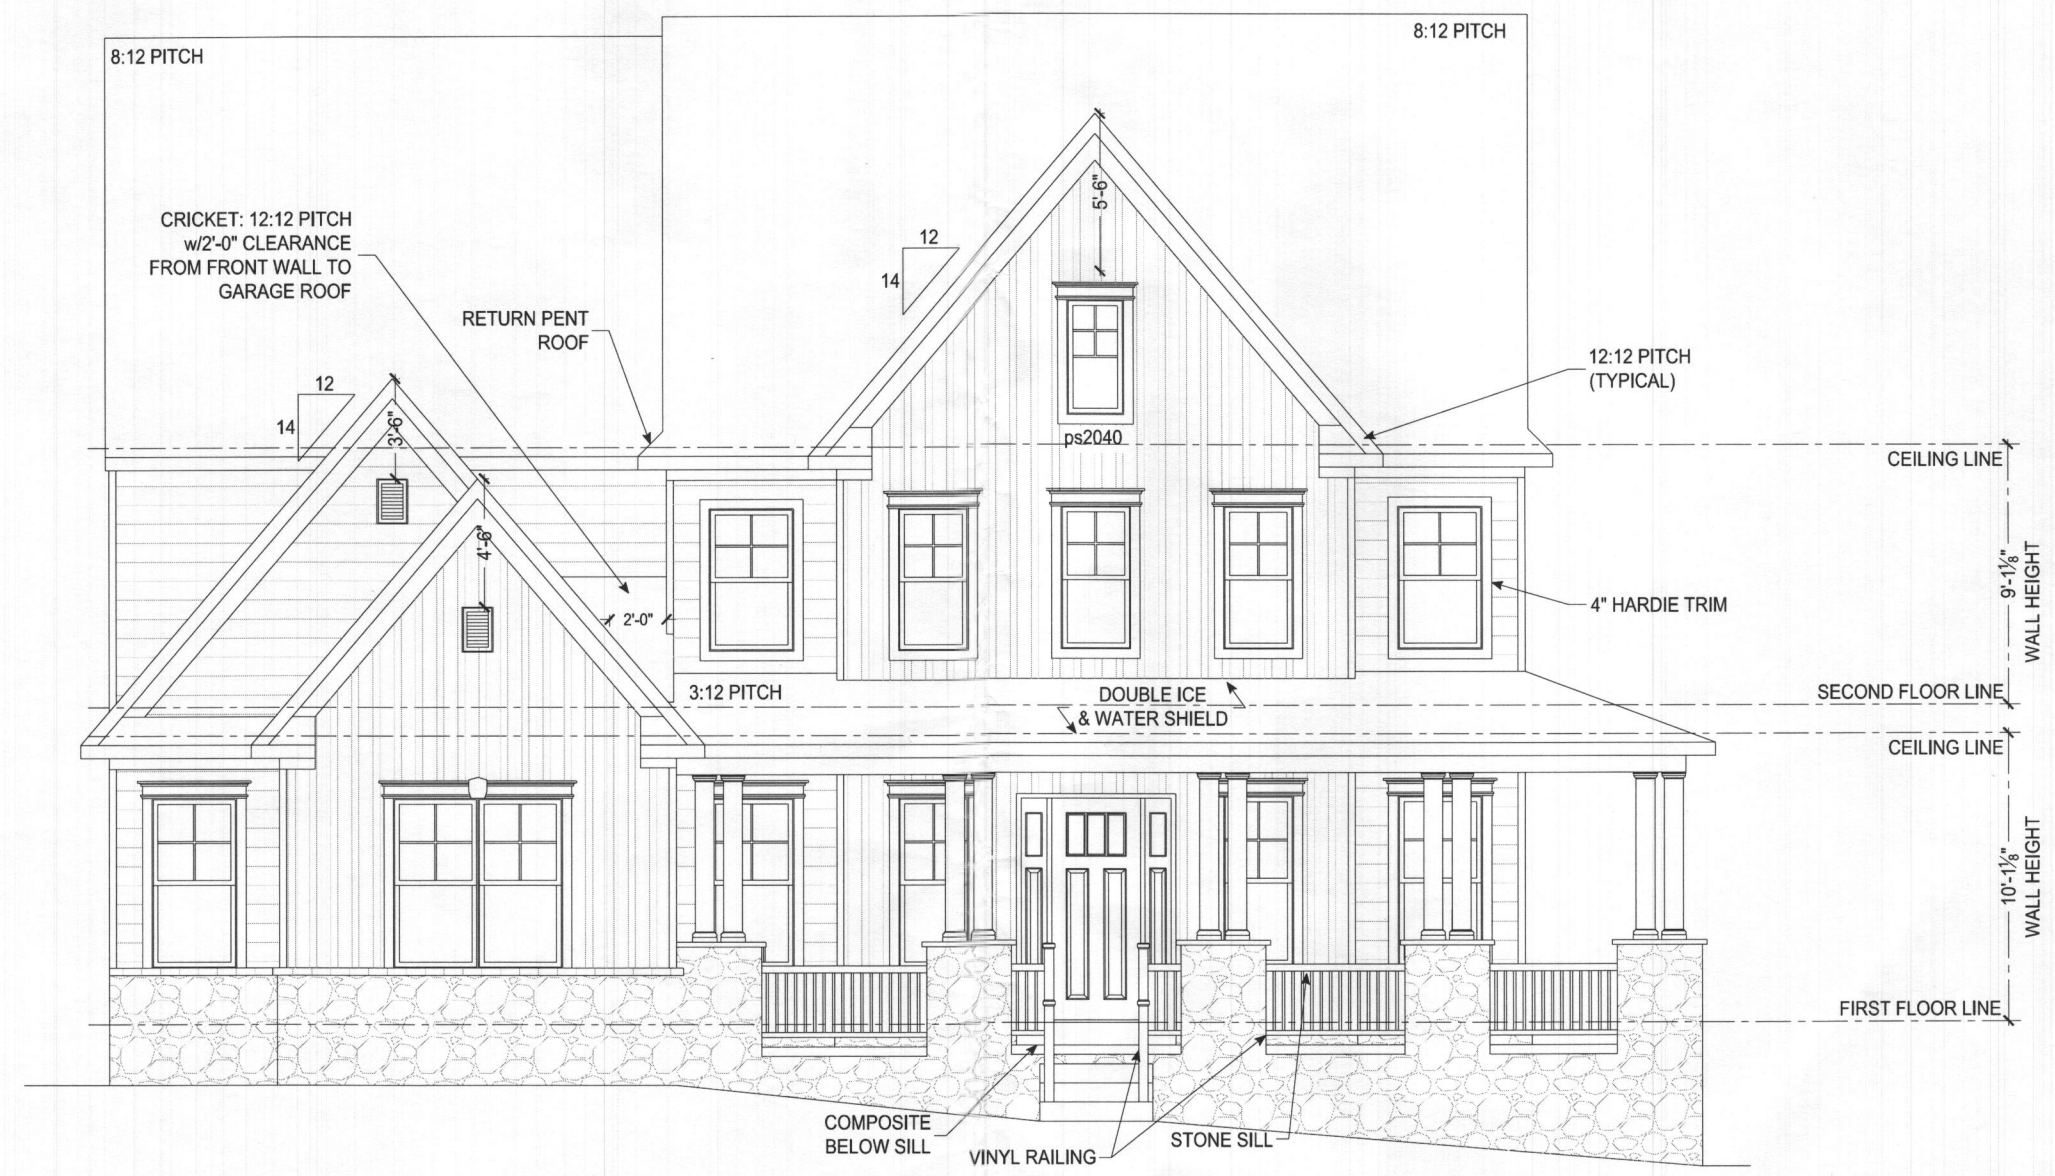 8:12 PITCH
8:12 PITCH
CRICKET: 12:12 PITCH
w/2'-0" CLEARANCE
FROM FRONT WALL TO
GARAGE ROOF
RETURN PENT
ROOF
12
14
12
14
5'-6"
3'-6"
4'-6"
ps2040
12:12 PITCH
(TYPICAL)
CEILING LINE
4" HARDIE TRIM
2'-0"
9'-1⅛"
WALL HEIGHT
3:12 PITCH
DOUBLE ICE
& WATER SHIELD
SECOND FLOOR LINE
CEILING LINE
10'-1⅛"
WALL HEIGHT
FIRST FLOOR LINE
COMPOSITE
BELOW SILL
VINYL RAILING
STONE SILL